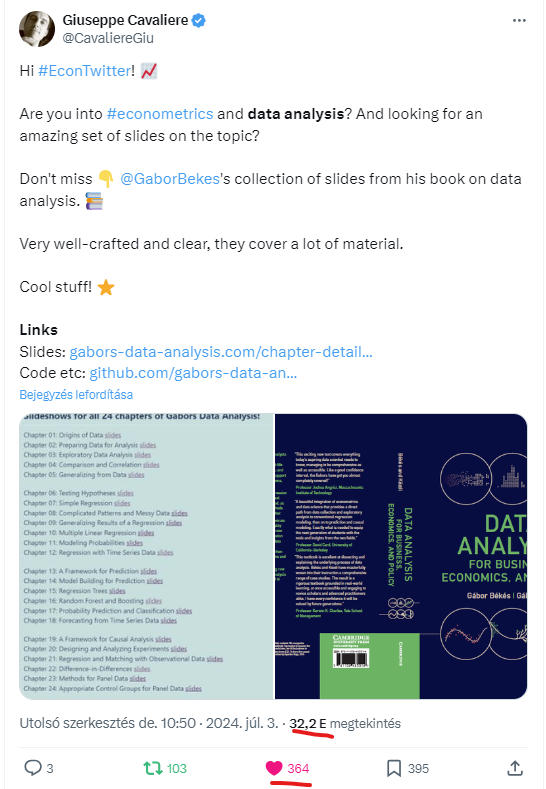 Giuseppe Cavaliere
@CavaliereGiu
Hi #EconTwitter! 📈
Are you into #econometrics and data analysis? And looking for an
amazing set of slides on the topic?
Don't miss 👇 @GaborBekes's collection of slides from his book on data
analysis. 📚
Very well-crafted and clear, they cover a lot of material.
Cool stuff! ⭐
Links
Slides: gabors-data-analysis.com/chapter-detail...
Code etc: github.com/gabors-data-an...
Bejegyzés lefordítása
Slideshows for all 24 chapters of Gabors Data Analysis!
Chapter 01: Origins of Data slides
Chapter 02: Preparing Data for Analysis slides
Chapter 03: Exploratory Data Analysis slides
Chapter 04: Comparison and Correlation slides
Chapter 05: Generalizing from Data slides
Chapter 06: Testing Hypotheses slides
Chapter 07: Simple Regression slides
Chapter 08: Complicated Patterns and Messy Data slides
Chapter 09: Generalizing Results of a Regression slides
Chapter 10: Multiple Linear Regression slides
Chapter 11: Modeling Probabilities slides
Chapter 12: Regression with Time Series Data slides
Chapter 13: A Framework for Prediction slides
Chapter 14: Model Building for Prediction slides
Chapter 15: Regression Trees slides
Chapter 16: Random Forest and Boosting slides
Chapter 17: Probability Prediction and Classification slides
Chapter 18: Forecasting from Time Series Data slides
Chapter 19: A Framework for Causal Analysis slides
Chapter 20: Designing and Analyzing Experiments slides
Chapter 21: Regression and Matching with Observational Data slides
Chapter 22: Difference-in-Differences slides
Chapter 23: Methods for Panel Data slides
Chapter 24: Appropriate Control Groups for Panel Data slides
CAMBRIDGE
UNIVERSITY PRESS
Békés and Kézdi
DATA ANALYSIS
FOR BUSINESS,
ECONOMICS, AND POLICY
CAMBRIDGE
DAT
ANALY
FOR BUSIN
ECONOMICS, AN
Gábor Békés | Gá
Utolsó szerkesztés de. 10:50 · 2024. júl. 3. · 32,2 E megtekintés
3
103
364
395